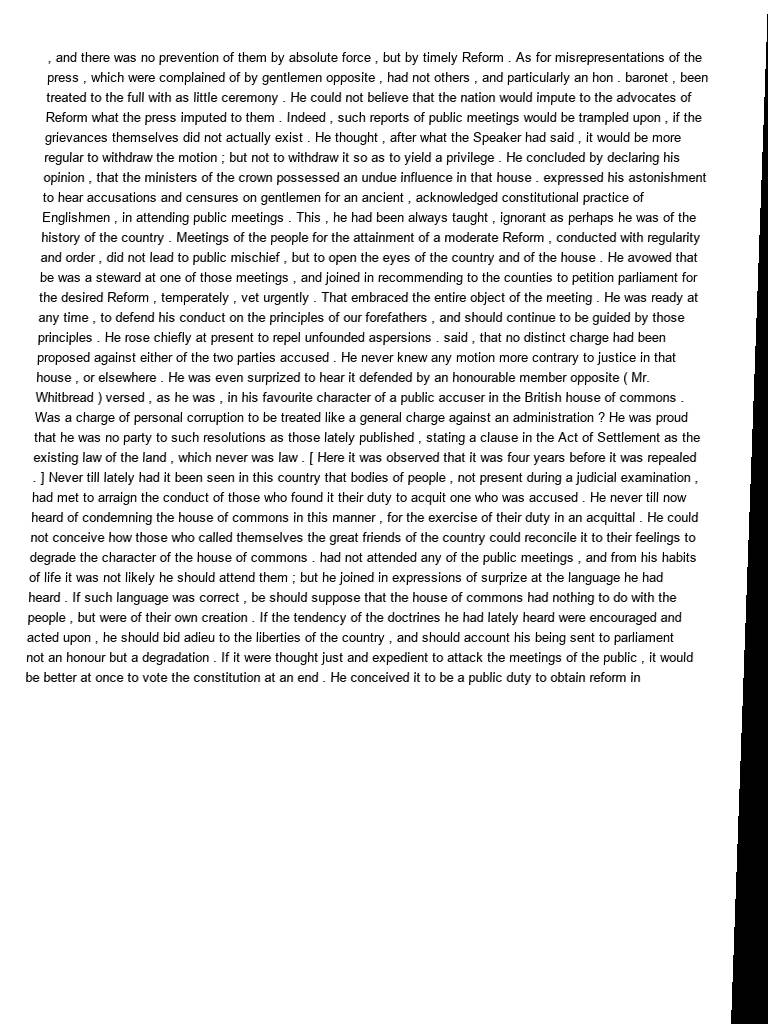 , and there was no prevention of them by absolute force , but by timely Reform . As for misrepresentations of the
press , which were complained of by gentlemen opposite , had not others , and particularly an hon . baronet , been
treated to the full with as little ceremony . He could not believe that the nation would impute to the advocates of
Reform what the press imputed to them . Indeed , such reports of public meetings would be trampled upon , if the
grievances themselves did not actually exist . He thought , after what the Speaker had said , it would be more
regular to withdraw the motion ; but not to withdraw it so as to yield a privilege . He concluded by declaring his
opinion , that the ministers of the crown possessed an undue influence in that house . expressed his astonishment
to hear accusations and censures on gentlemen for an ancient , acknowledged constitutional practice of
Englishmen , in attending public meetings . This , he had been always taught , ignorant as perhaps he was of the
history of the country . Meetings of the people for the attainment of a moderate Reform , conducted with regularity
and order , did not lead to public mischief , but to open the eyes of the country and of the house . He avowed that
be was a steward at one of those meetings , and joined in recommending to the counties to petition parliament for
the desired Reform , temperately , vet urgently . That embraced the entire object of the meeting . He was ready at
any time , to defend his conduct on the principles of our forefathers , and should continue to be guided by those
principles . He rose chiefly at present to repel unfounded aspersions . said , that no distinct charge had been
proposed against either of the two parties accused . He never knew any motion more contrary to justice in that
house , or elsewhere . He was even surprized to hear it defended by an honourable member opposite ( Mr.
Whitbread ) versed , as he was , in his favourite character of a public accuser in the British house of commons .
Was a charge of personal corruption to be treated like a general charge against an administration ? He was proud
that he was no party to such resolutions as those lately published , stating a clause in the Act of Settlement as the
existing law of the land , which never was law . [ Here it was observed that it was four years before it was repealed
. ] Never till lately had it been seen in this country that bodies of people , not present during a judicial examination ,
had met to arraign the conduct of those who found it their duty to acquit one who was accused . He never till now
heard of condemning the house of commons in this manner , for the exercise of their duty in an acquittal . He could
not conceive how those who called themselves the great friends of the country could reconcile it to their feelings to
degrade the character of the house of commons . had not attended any of the public meetings , and from his habits
of life it was not likely he should attend them ; but he joined in expressions of surprize at the language he had
heard . If such language was correct , be should suppose that the house of commons had nothing to do with the
people , but were of their own creation . If the tendency of the doctrines he had lately heard were encouraged and
acted upon , he should bid adieu to the liberties of the country , and should account his being sent to parliament
not an honour but a degradation . If it were thought just and expedient to attack the meetings of the public , it would
be better at once to vote the constitution at an end . He conceived it to be a public duty to obtain reform in